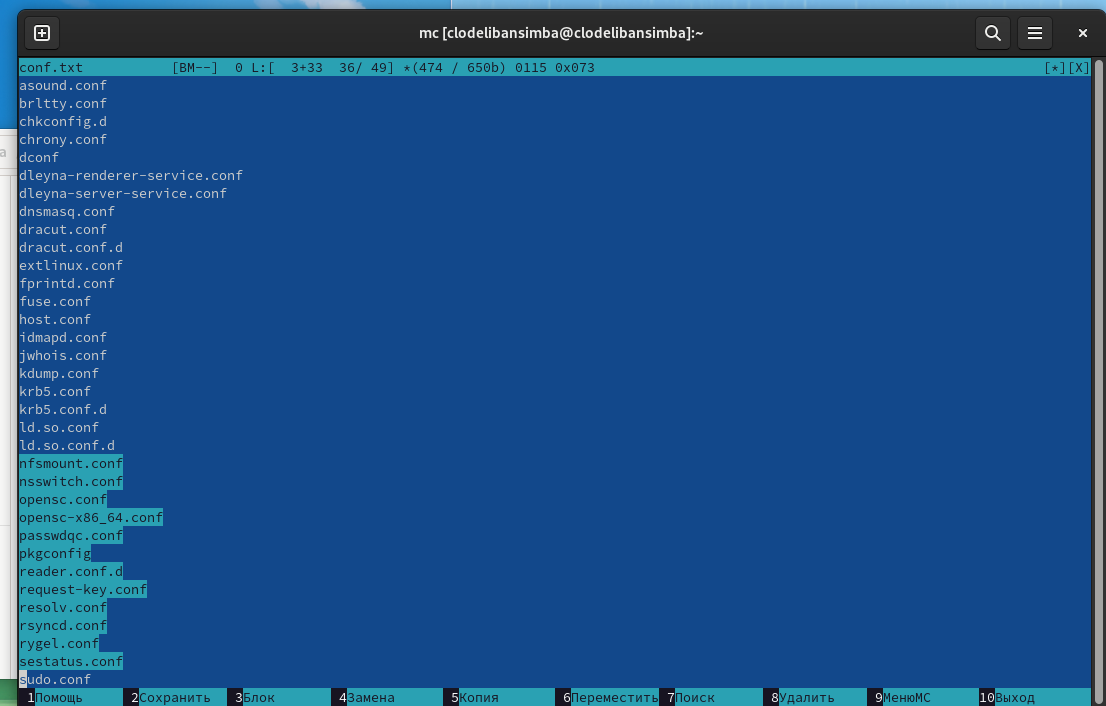 mc [clodelibansimba@clodelibansimba]:~
conf.txt [BM--] 0 L:[ 3+33 36/ 49] *(474 / 650b) 0115 0x073 [*][X]
asound.conf
brltty.conf
chkconfig.d
chrony.conf
dconf
dleyna-renderer-service.conf
dleyna-server-service.conf
dnsmasq.conf
dracut.conf
dracut.conf.d
extlinux.conf
fprintd.conf
fuse.conf
host.conf
idmapd.conf
jwhois.conf
kdump.conf
krb5.conf
krb5.conf.d
ld.so.conf
ld.so.conf.d
nfsmount.conf
nsswitch.conf
opensc.conf
opensc-x86_64.conf
passwdqc.conf
pkgconfig
reader.conf.d
request-key.conf
resolv.conf
rsyncd.conf
rygel.conf
sestatus.conf
sudo.conf
1Помощь 2Сохранить 3Блок 4Замена 5Копия 6Переместить 7Поиск 8Удалить 9МенюМС 10Выход